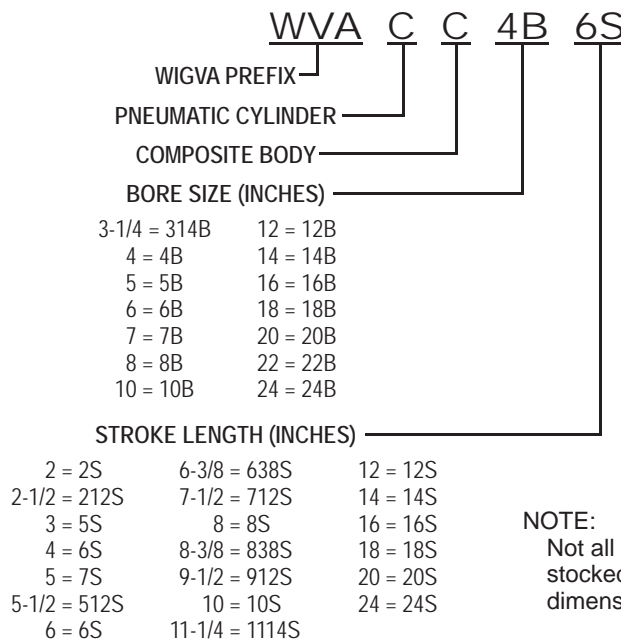 WVA C C 4B 6S
WIGVA PREFIX
PNEUMATIC CYLINDER
COMPOSITE BODY
BORE SIZE (INCHES)
3-1/4 = 314B 12 = 12B
4 = 4B 14 = 14B
5 = 5B 16 = 16B
6 = 6B 18 = 18B
7 = 7B 20 = 20B
8 = 8B 22 = 22B
10 = 10B 24 = 24B
STROKE LENGTH (INCHES)
2 = 2S 6-3/8 = 638S 12 = 12S
2-1/2 = 212S 7-1/2 = 712S 14 = 14S
3 = 5S 8 = 8S 16 = 16S
4 = 6S 8-3/8 = 838S 18 = 18S
5 = 7S 9-1/2 = 912S 20 = 20S
5-1/2 = 512S 10 = 10S 24 = 24S
6 = 6S 11-1/4 = 1114S
NOTE:
Not all
stocked
dimens